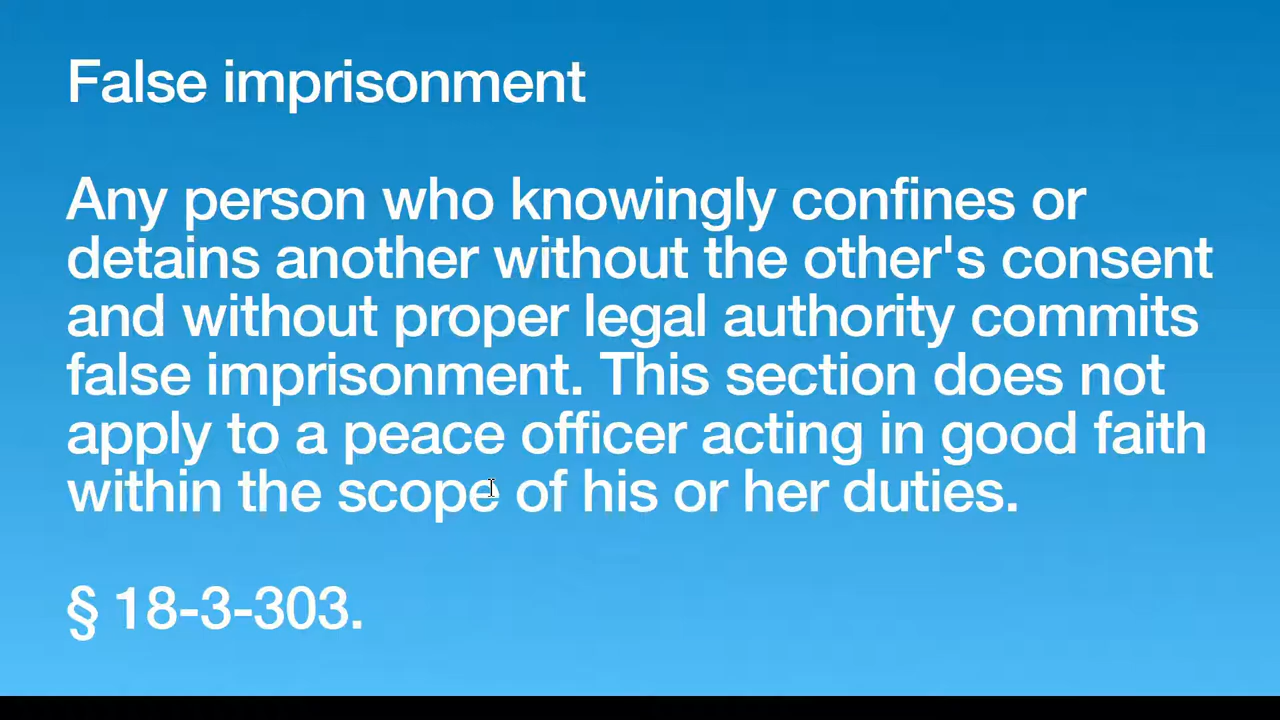 False imprisonment
Any person who knowingly confines or
detains another without the other's consent
and without proper legal authority commits
false imprisonment. This section does not
apply to a peace officer acting in good faith
within the scope of his or her duties.
§ 18-3-303.